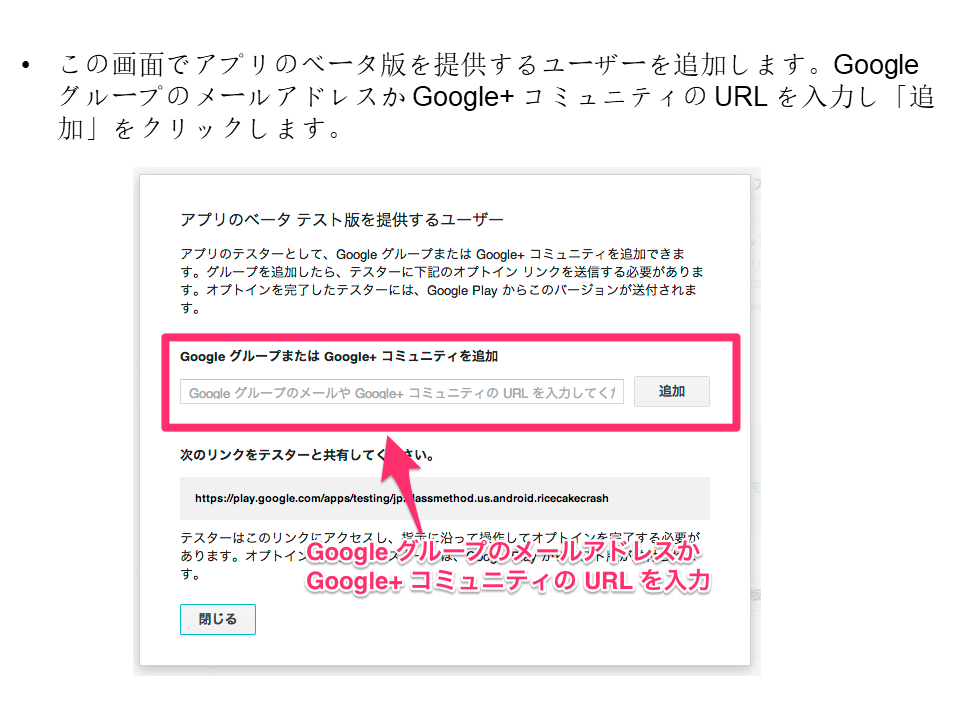 • この画面でアプリのベータ版を提供するユーザーを追加します。Google
グループのメールアドレスか Google+ コミュニティの URL を入力し「追
加」をクリックします。
アプリのベータ テスト版を提供するユーザー
アプリのテスターとして、Google グループまたは Google+ コミュニティを追加できま
す。グループを追加したら、テスターに下記のオプトイン リンクを送信する必要がありま
す。オプトインを完了したテスターには、Google Play からこのバージョンが送付されま
す。
Google グループまたは Google+ コミュニティを追加
Google グループのメールや Google+ コミュニティの URL を入力してくだ
追加
次のリンクをテスターと共有してください。
https://play.google.com/apps/testing/jp.classmethod.us.android.ricecakecrash
テスターはこのリンクにアクセスし、指示に沿って操作してオプトインを完了する必要が
あります。オプトイン
す。
Google グループのメールアドレスか
Google+ コミュニティの URL を入力
閉じる